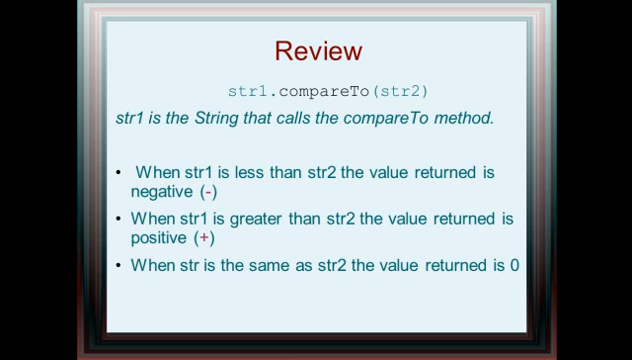 Review
str1.compareTo(str2)
str1 is the String that calls the compareTo method.
• When str1 is less than str2 the value returned is
negative (-)
• When str1 is greater than str2 the value returned is
positive (+)
• When str is the same as str2 the value returned is 0